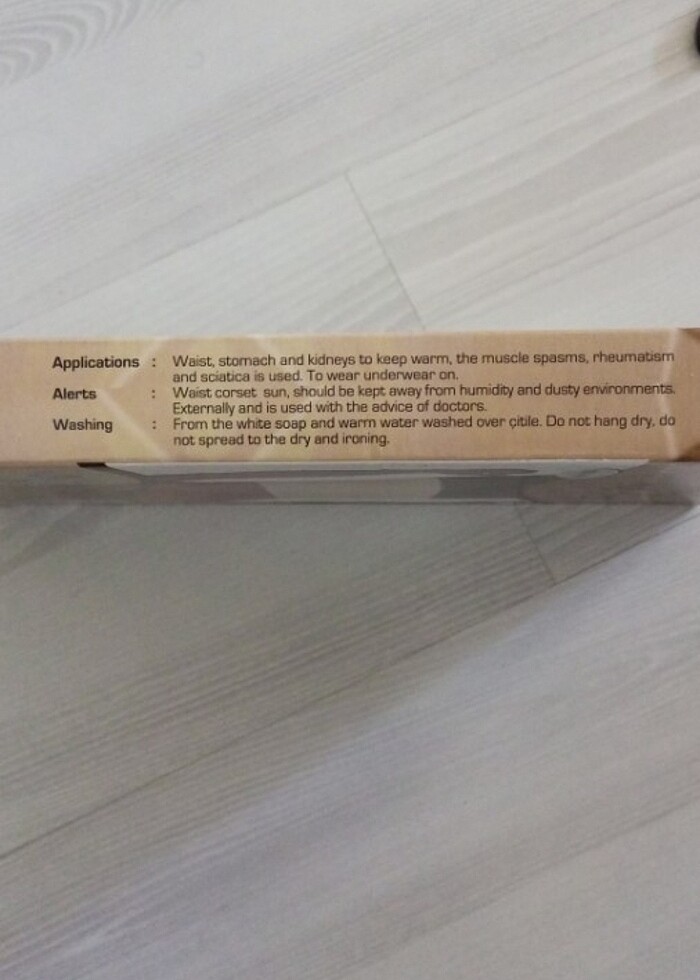 Applications : Waist, stomach and kidneys to keep warm, the muscle spasms, rheumatism
and sciatica is used. To wear underwear on.
Alerts : Waist corset sun, should be kept away from humidity and dusty environments.
Externally and is used with the advice of doctors.
Washing : From the white soap and warm water washed over çitile. Do not hang dry, do
not spread to the dry and ironing.